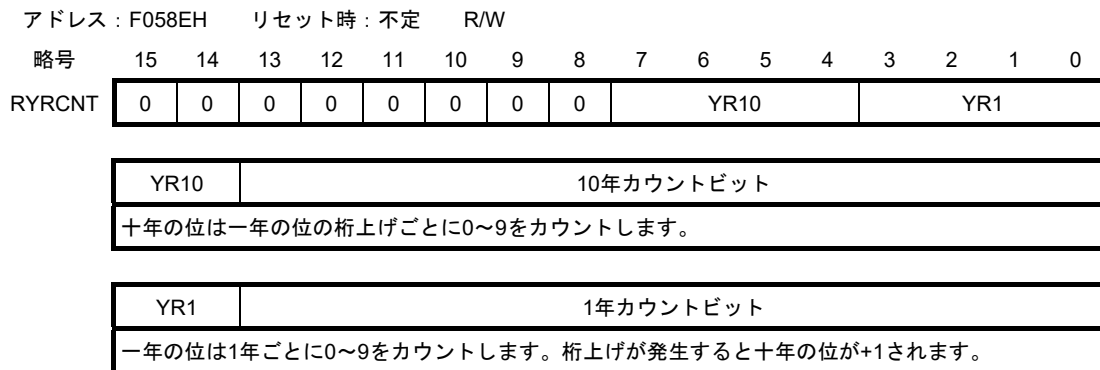 アドレス：F058EH リセット時：不定 R/W
略号 15 14 13 12 11 10 9 8 7 6 5 4 3 2 1 0
RYRCNT 0 0 0 0 0 0 0 0 YR10 YR1
YR10 10年カウントビット
十年の位は一年の位の桁上げごとに0～9をカウントします。
YR1 1年カウントビット
一年の位は1年ごとに0～9をカウントします。桁上げが発生すると十年の位が+1されます。